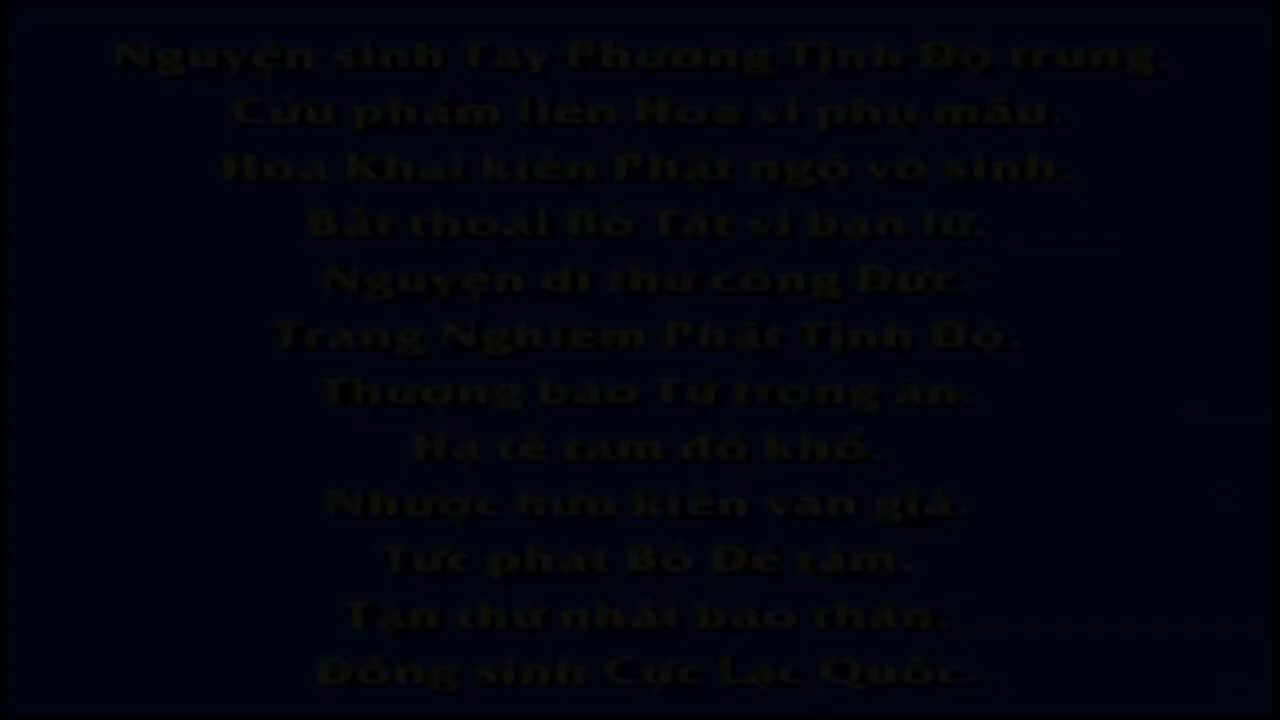 Nguyện sinh Tây Phương Tịnh Độ trung.
Cửu phẩm liên Hoa vi phụ mẫu.
Hoa Khai kiến Phật ngộ vô sinh.
Bất thoái Bồ Tát vi bạn lữ.
Nguyện dĩ thử công Đức.
Trang Nghiêm Phật Tịnh Độ.
Thượng báo Tứ trọng ân.
Hạ tế tam đồ khổ.
Nhược hữu kiến văn giả.
Tức phát Bồ Đề tâm.
Tận thử nhất báo thân.
Đồng sinh Cực Lạc Quốc.